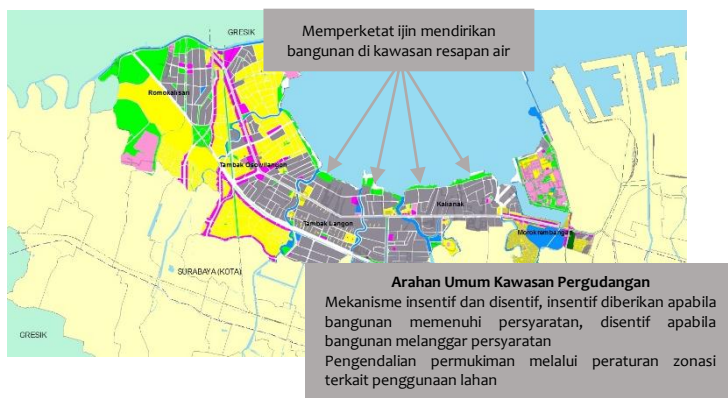 GRESIK
Memperketat ijin mendirikan
bangunan di kawasan resapan air
Romokalisan
Tambak Osowilangan
Kalianak
Tambak Langon
Morokrembangan
SURABAYA (KOTA)
GRESIK
Arahan Umum Kawasan Pergudangan
Mekanisme insentif dan disentif, insentif diberikan apabila
bangunan memenuhi persyaratan, disentif apabila
bangunan melanggar persyaratan
Pengendalian permukiman melalui peraturan zonasi
terkait penggunaan lahan